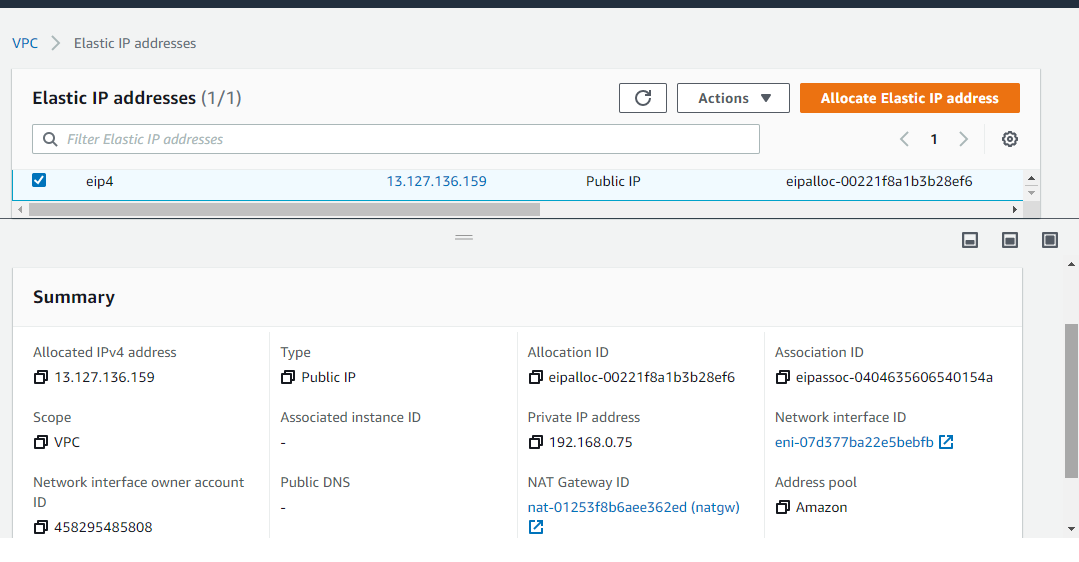 VPC > Elastic IP addresses
Elastic IP addresses (1/1)
Actions
Allocate Elastic IP address
Filter Elastic IP addresses
1
eip4 13.127.136.159 Public IP eipalloc-00221f8a1b3b28ef6
Summary
Allocated IPv4 address
13.127.136.159
Type
Public IP
Allocation ID
eipalloc-00221f8a1b3b28ef6
Association ID
eipassoc-0404635606540154a
Scope
VPC
Associated instance ID
-
Private IP address
192.168.0.75
Network interface ID
eni-07d377ba22e5bebfb
Network interface owner account
ID
458295485808
Public DNS
-
NAT Gateway ID
nat-01253f8b6aee362ed (natgw)
Address pool
Amazon